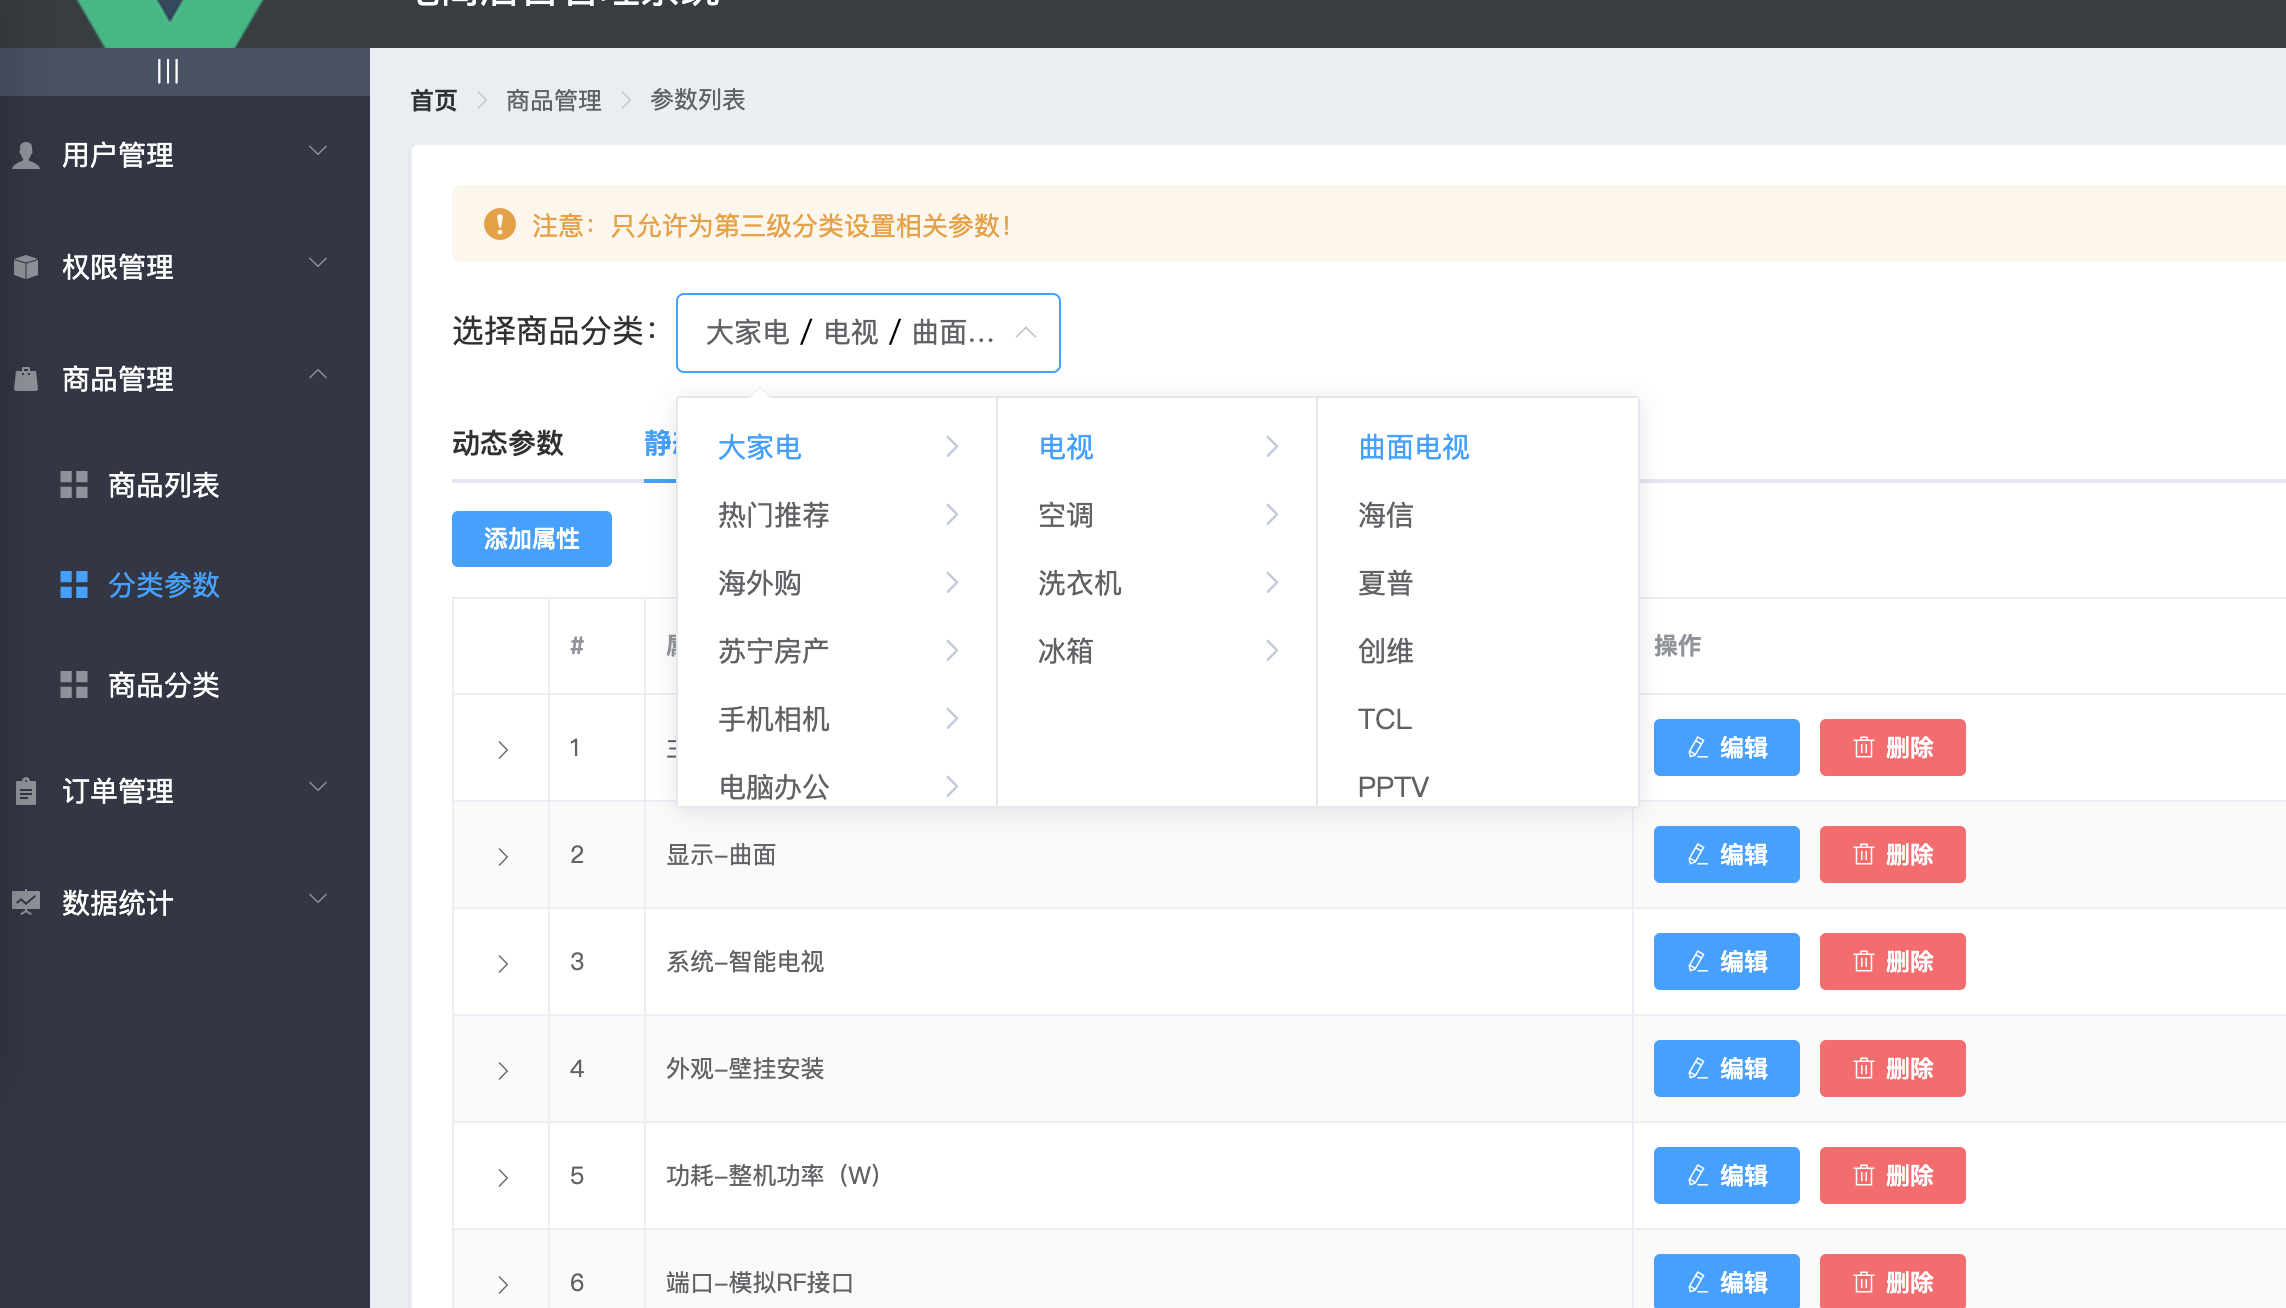 首页 > 商品管理 > 参数列表
用户管理
权限管理
商品管理
商品列表
分类参数
商品分类
订单管理
数据统计
注意：只允许为第三级分类设置相关参数！
选择商品分类： 大家电 / 电视 / 曲面...
动态参数
大家电 电视 曲面电视
热门推荐 空调 海信
海外购 洗衣机 夏普
苏宁房产 冰箱 创维
手机相机 TCL
电脑办公 PPTV
添加属性
# 操作
1 编辑 删除
2 显示-曲面 编辑 删除
3 系统-智能电视 编辑 删除
4 外观-壁挂安装 编辑 删除
5 功耗-整机功率（W） 编辑 删除
6 端口-模拟RF接口 编辑 删除